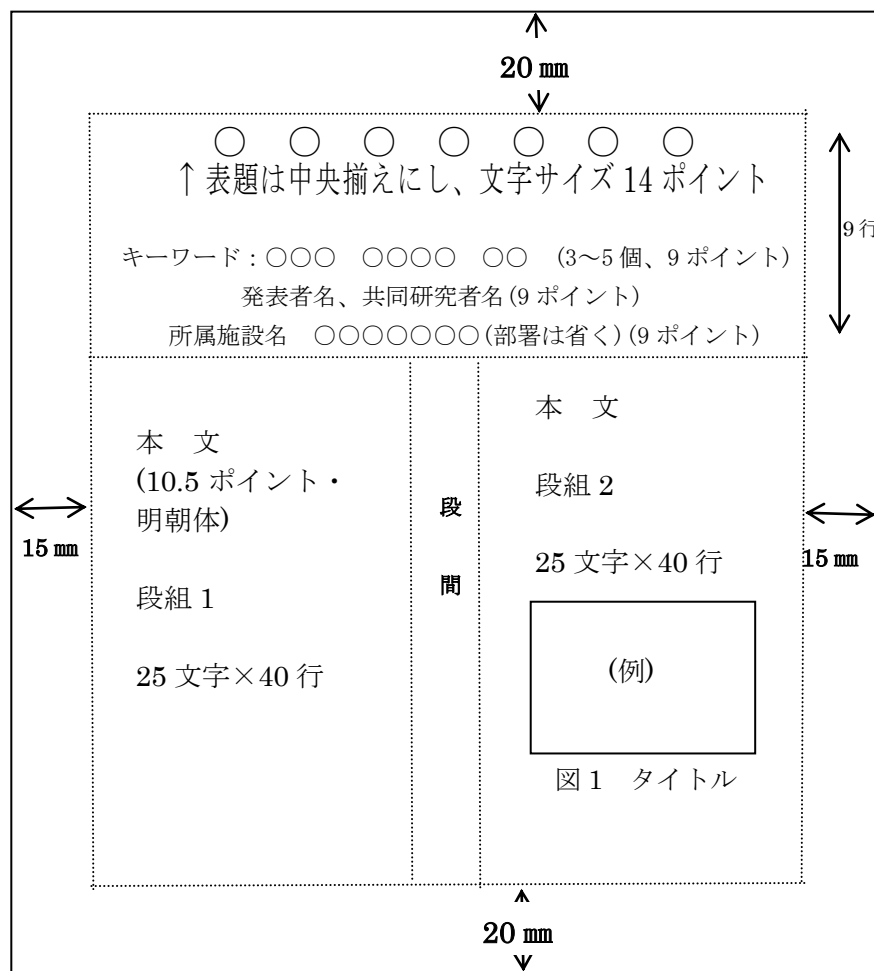 20 ㎜
○ ○ ○ ○ ○ ○ ○
↑表題は中央揃えにし、文字サイズ 14 ポイント
9 行
キーワード：○○○ ○○○○ ○○ (3～5 個、9 ポイント)
発表者名、共同研究者名(9 ポイント)
所属施設名 ○○○○○○○(部署は省く)(9 ポイント)
本 文
(10.5 ポイント・
明朝体)
段組 1
25 文字×40 行
段
間
本 文
段組 2
25 文字×40 行
(例)
図 1 タイトル
15 ㎜
15 ㎜
20 ㎜